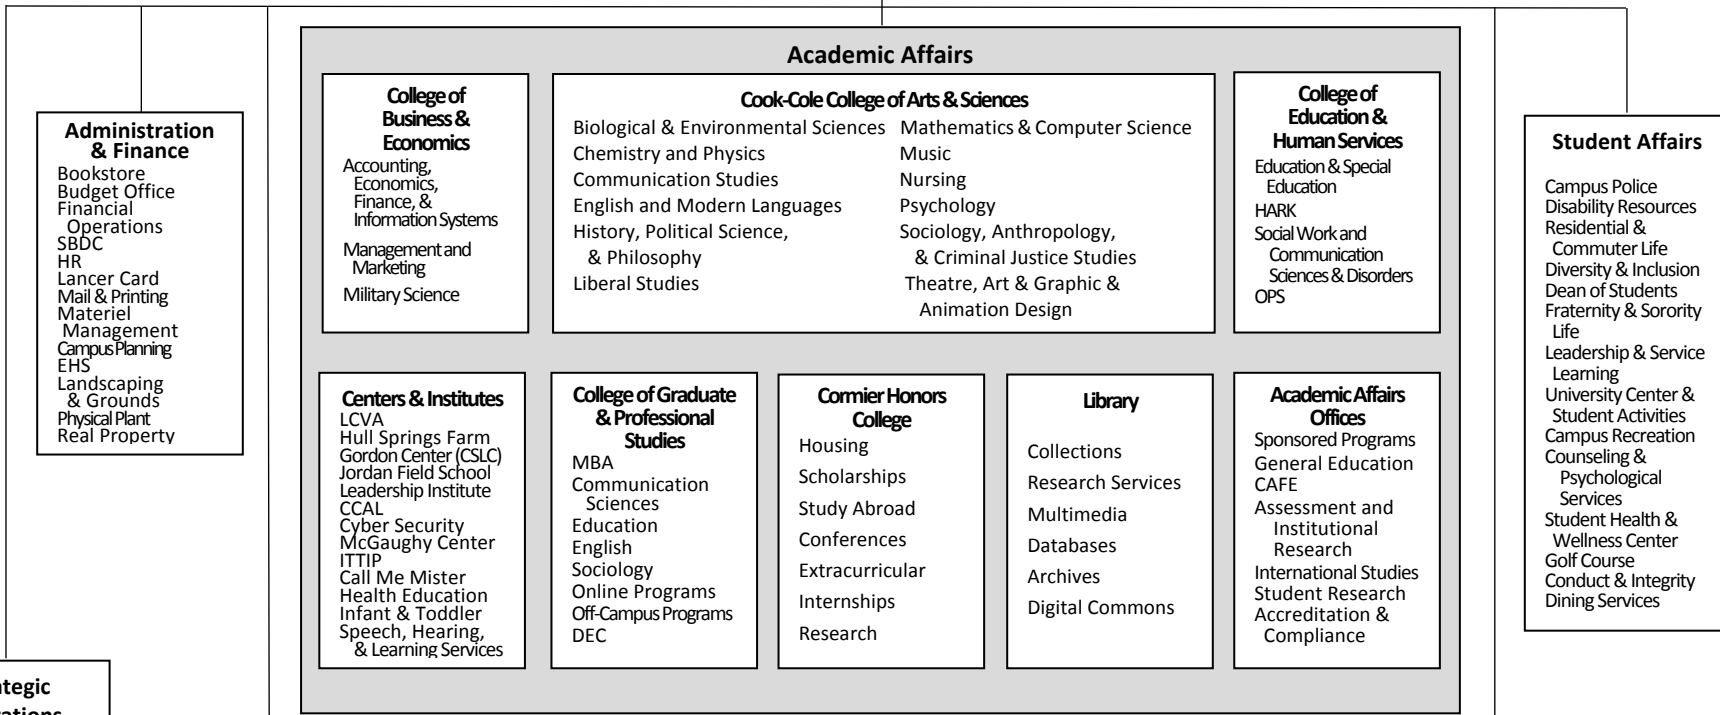 Academic Affairs
Administration
& Finance
Bookstore
Budget Office
Financial
Operations
SBDC
HR
Lancer Card
Mail & Printing
Materiel
Management
Campus Planning
EHS
Landscaping
& Grounds
Physical Plant
Real Property
College of
Business &
Economics
Accounting,
Economics,
Finance, &
Information Systems
Management and
Marketing
Military Science
Cook-Cole College of Arts & Sciences
Biological & Environmental Sciences
Chemistry and Physics
Communication Studies
English and Modern Languages
History, Political Science,
& Philosophy
Liberal Studies
Mathematics & Computer Science
Music
Nursing
Psychology
Sociology, Anthropology,
& Criminal Justice Studies
Theatre, Art & Graphic &
Animation Design
College of
Education &
Human Services
Education & Special
Education
HARK
Social Work and
Communication
Sciences & Disorders
OPS
Student Affairs
Campus Police
Disability Resources
Residential &
Commuter Life
Diversity & Inclusion
Dean of Students
Fraternity & Sorority
Life
Leadership & Service
Learning
University Center &
Student Activities
Campus Recreation
Counseling &
Psychological
Services
Student Health &
Wellness Center
Golf Course
Conduct & Integrity
Dining Services
Centers & Institutes
LCVA
Hull Springs Farm
Gordon Center (CSLC)
Jordan Field School
Leadership Institute
CCAL
Cyber Security
McGaughy Center
ITTIP
Call Me Mister
Health Education
Infant & Toddler
Speech, Hearing,
& Learning Services
College of Graduate
& Professional
Studies
MBA
Communication
Sciences
Education
English
Sociology
Online Programs
Off-Campus Programs
DEC
Cormier Honors
College
Housing
Scholarships
Study Abroad
Conferences
Extracurricular
Internships
Research
Library
Collections
Research Services
Multimedia
Databases
Archives
Digital Commons
Academic Affairs
Offices
Sponsored Programs
General Education
CAFE
Assessment and
Institutional
Research
International Studies
Student Research
Accreditation &
Compliance